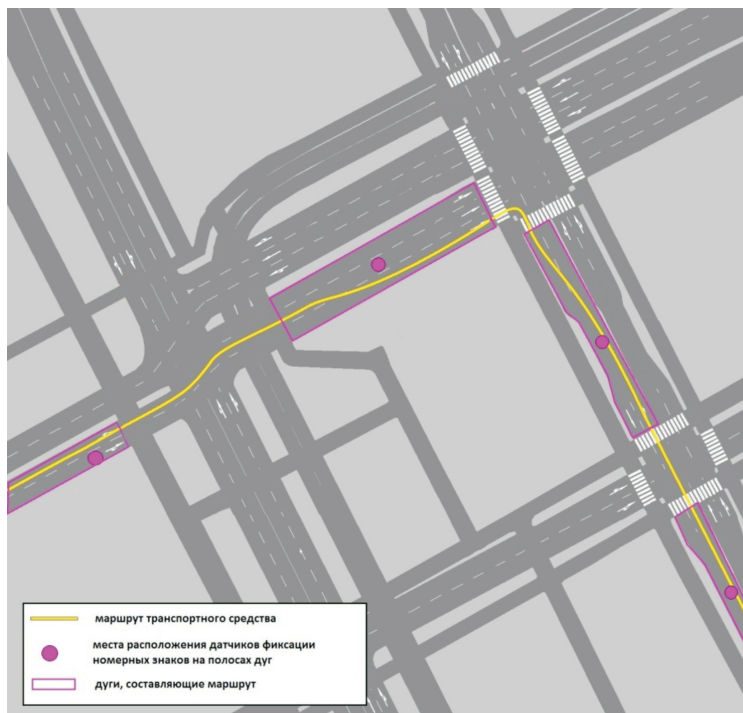 маршрут транспортного средства
места расположения датчиков фиксации
номерных знаков на полосах дуг
дуги, составляющие маршрут